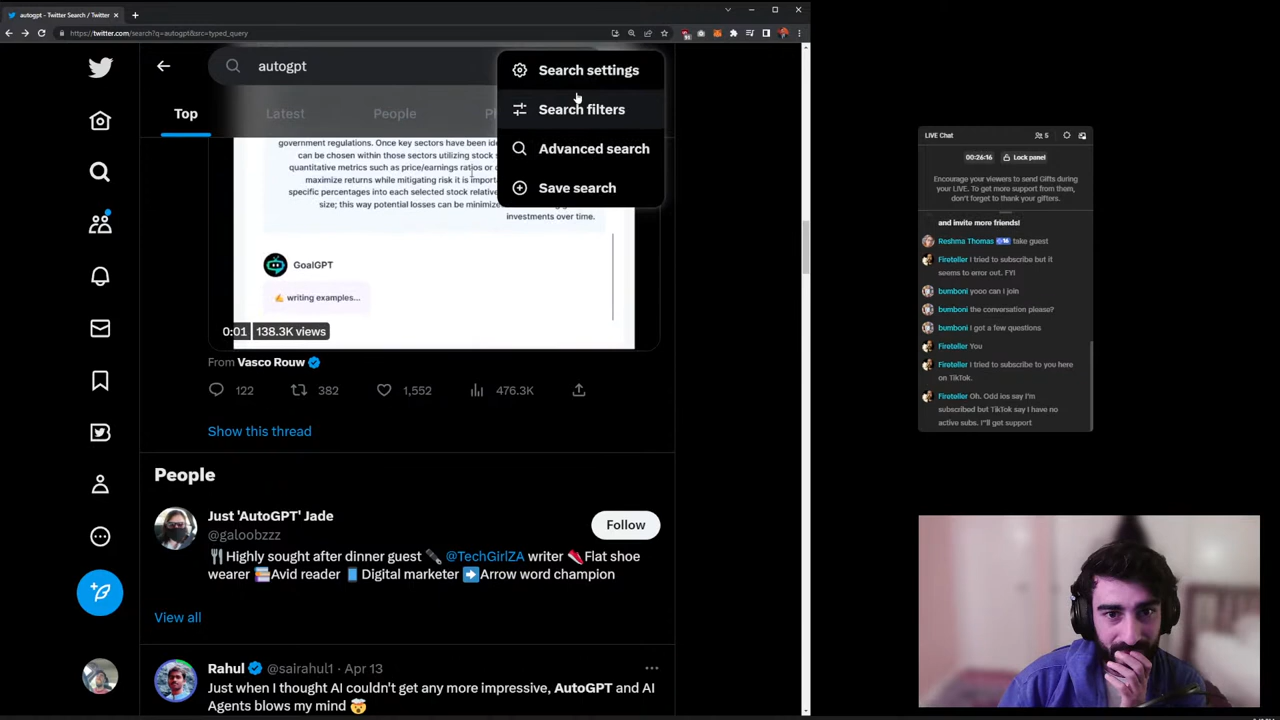 autogpt - Twitter Search / Twitter
https://twitter.com/search?q=autogpt&src=typed_query
autogpt
Search settings
Search filters
Advanced search
Save search
Top
Latest
People
government regulations. Once key sectors have been
can be chosen within those sectors utilizing stock
quantitative metrics such as price/earnings ratios or
maximize returns while mitigating risk it is
specific percentages into each selected stock relative
size; this way potential losses can be
investments over time.
GoalGPT
✍ writing examples...
0:01 138.3K views
From Vasco Rouw
122
382
1,552
476.3K
Show this thread
People
Just 'AutoGPT' Jade
@galoobzzz
Follow
🍴Highly sought after dinner guest 🎤 @TechGirlZA writer 👠Flat shoe
wearer 📚Avid reader 📱Digital marketer ➡Arrow word champion
View all
Rahul @sairahul1 · Apr 13
Just when I thought AI couldn't get any more impressive, AutoGPT and AI
Agents blows my mind 🤯
LIVE Chat
5
00:26:16
Lock panel
Encourage your viewers to send Gifts
during your LIVE. To get more support from them,
don't forget to thank your gifters.
and invite more friends!
Reshma Thomas 16 take guest
Fireteller I tried to subscribe but it
seems to error out. FYI
bumboni yooo can I join
bumboni the conversation please?
bumboni I got a few questions
Fireteller You
Fireteller I tried to subscribe to you here
on TikTok.
Fireteller Oh. Odd ios say I'm
subscribed but TikTok say I have no
active subs. I"ll get support